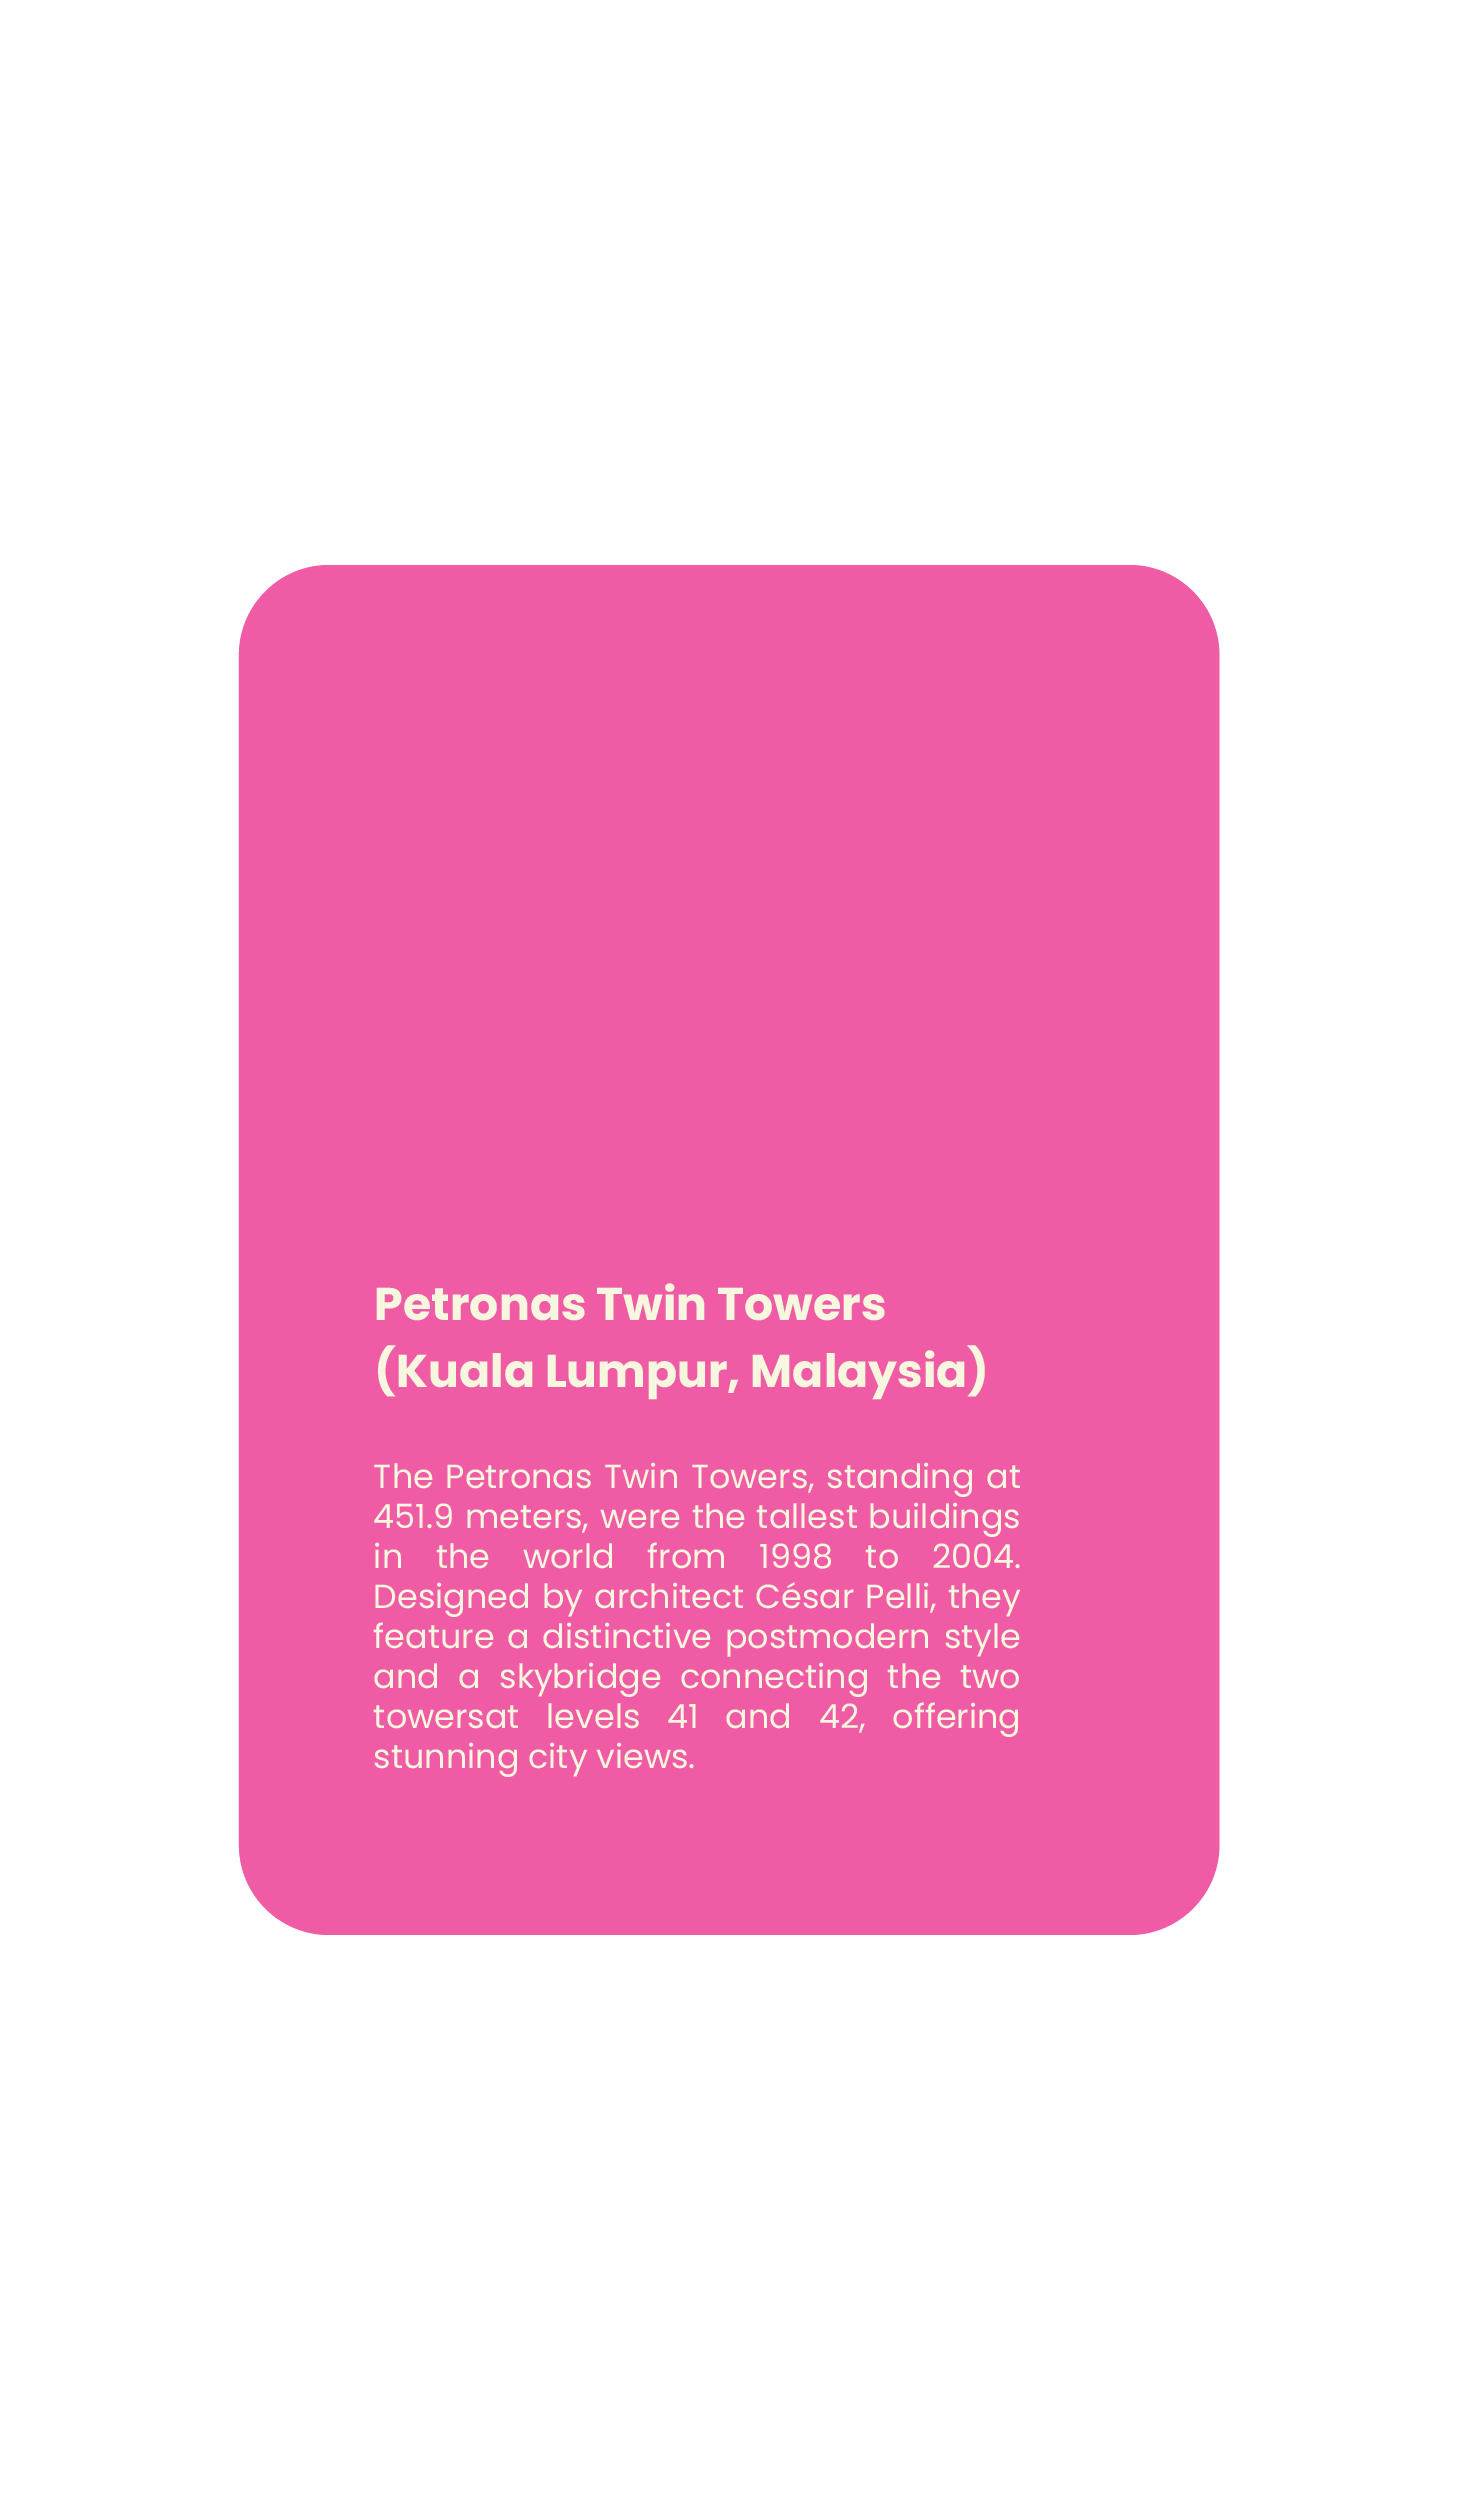 Petronas Twin Towers
(Kuala Lumpur, Malaysia)
The Petronas Twin Towers, standing at
451.9 meters, were the tallest buildings
in the world from 1998 to 2004.
Designed by architect César Pelli, they
feature a distinctive postmodern style
and a skybridge connecting the two
towersat levels 41 and 42, offering
stunning city views.